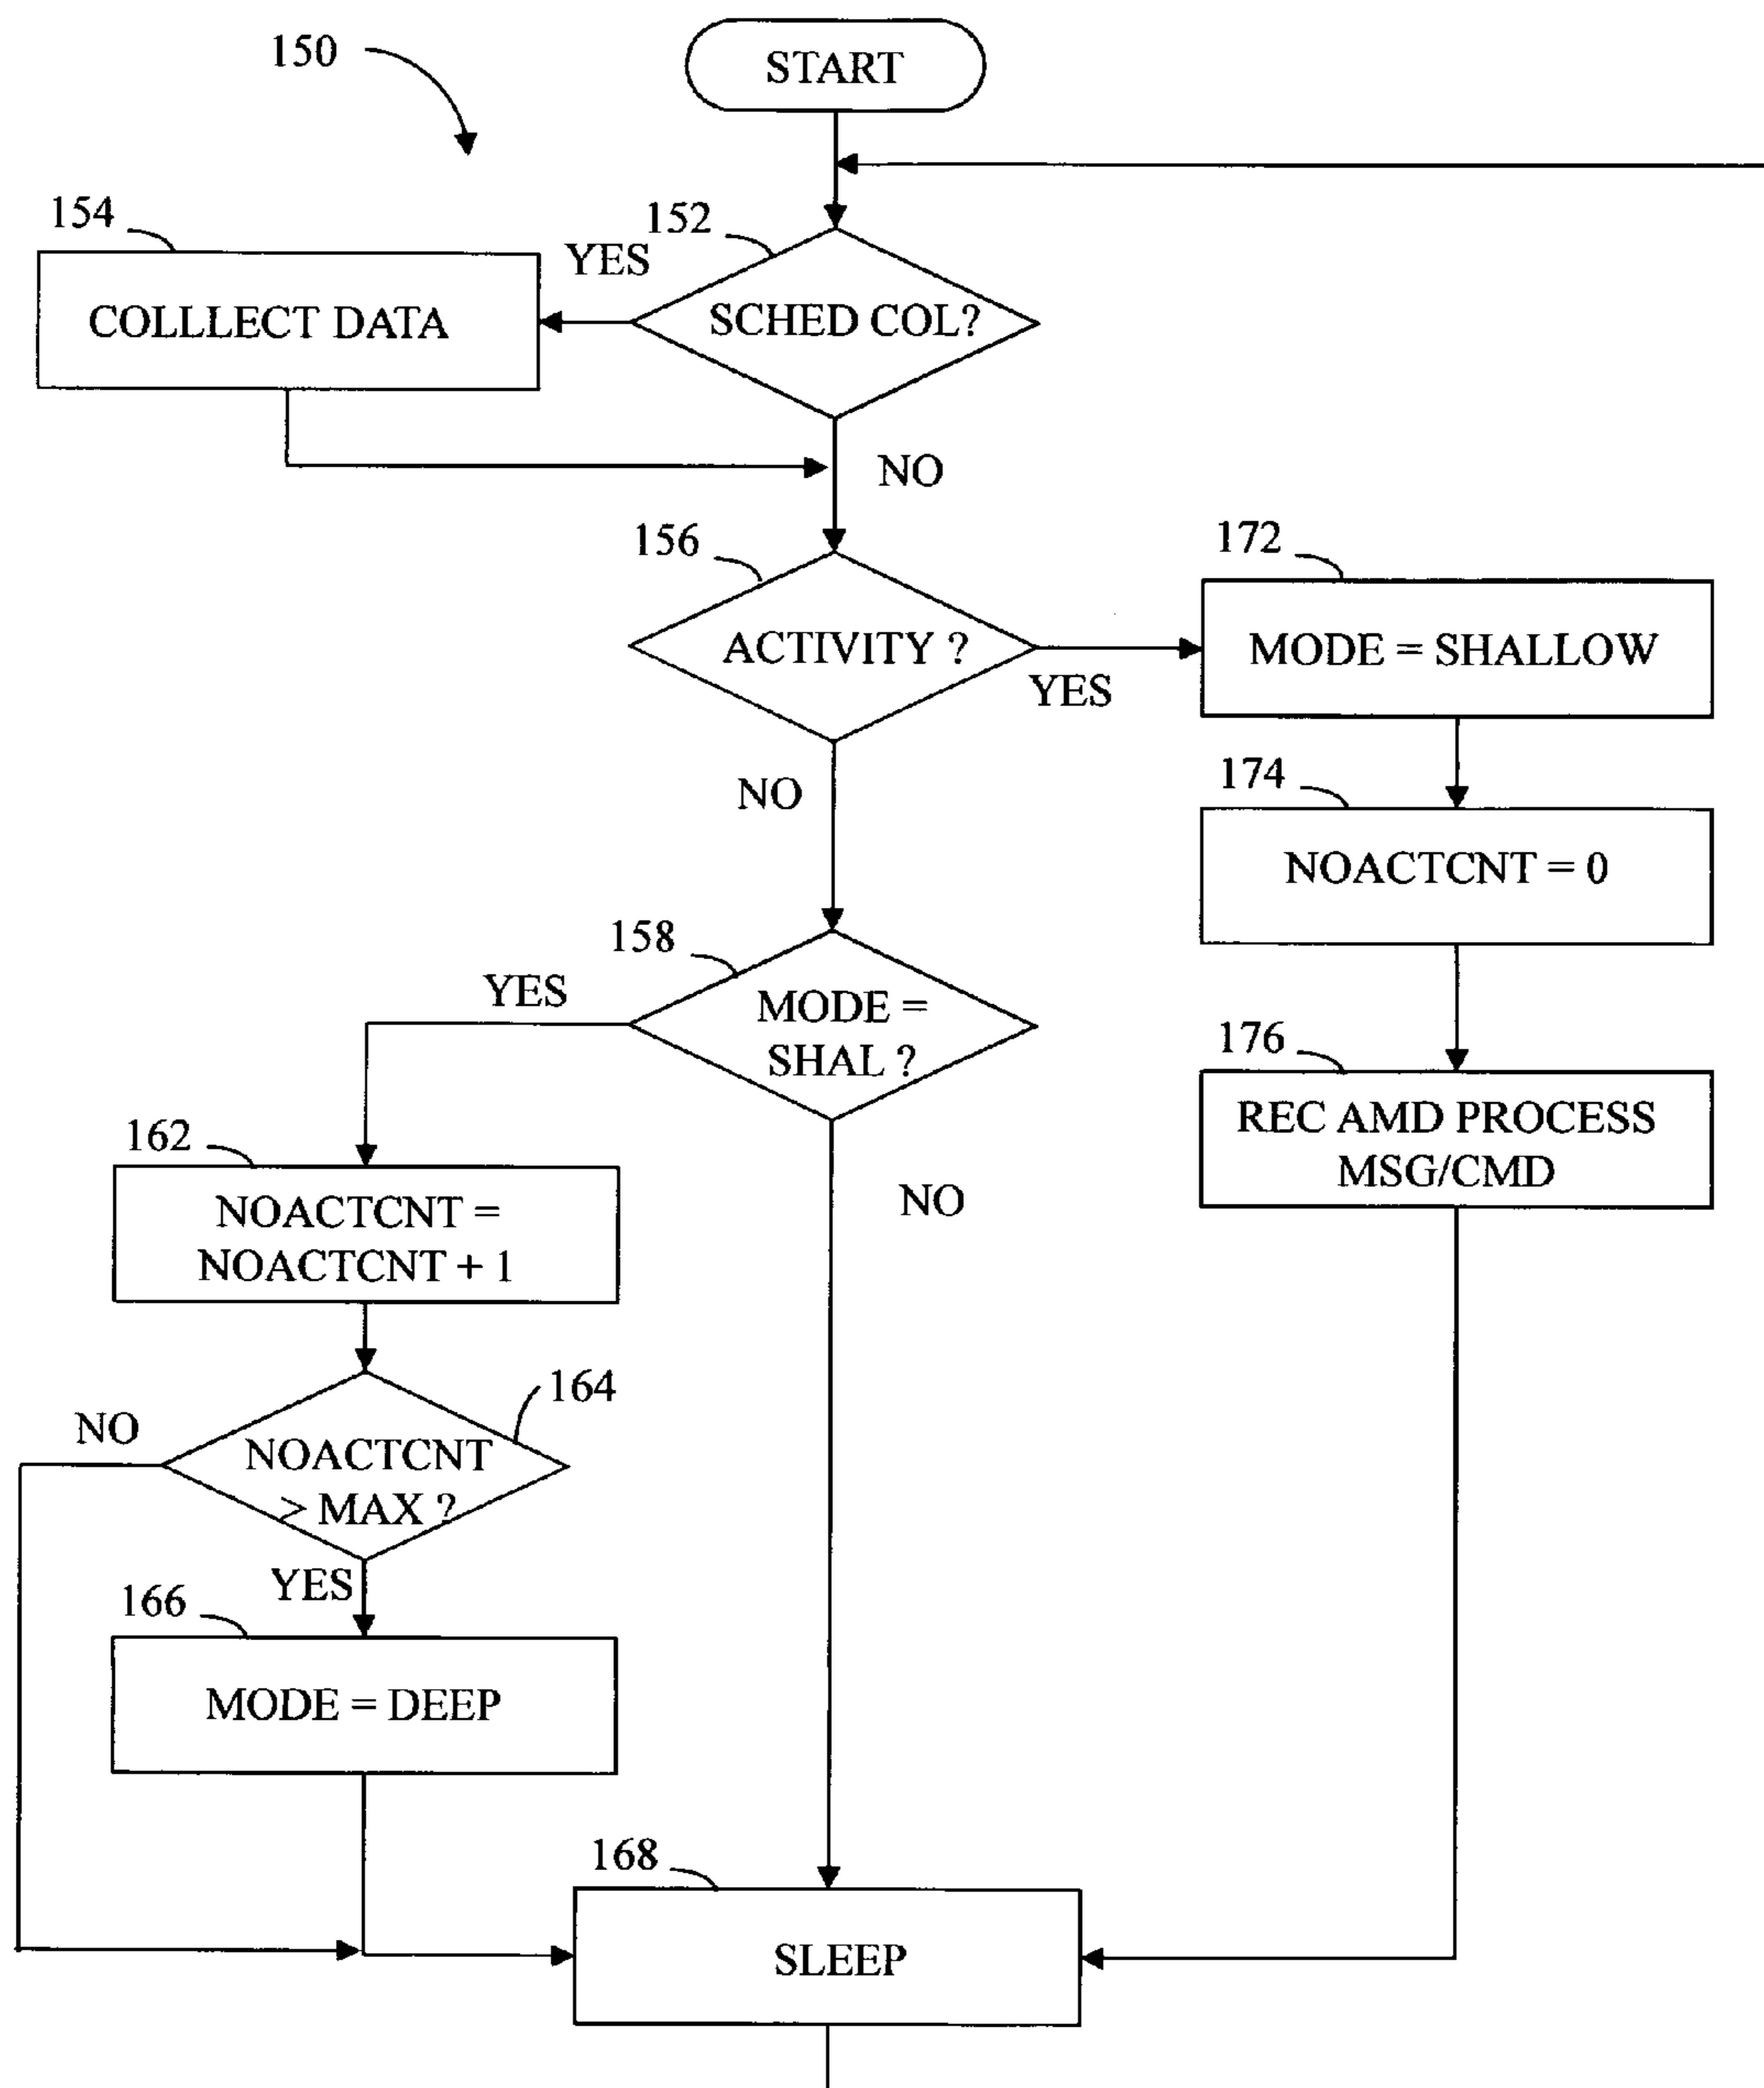 150
START
154
152
YES
COLLLECT DATA
SCHED COL?
NO
156
172
ACTIVITY ?
MODE = SHALLOW
YES
NO
174
NOACTCNT = 0
158
YES
MODE =
SHAL ?
176
REC AMD PROCESS
MSG/CMD
162
NOACTCNT =
NOACTCNT + 1
NO
164
NO
NOACTCNT
> MAX ?
YES
166
MODE = DEEP
168
SLEEP